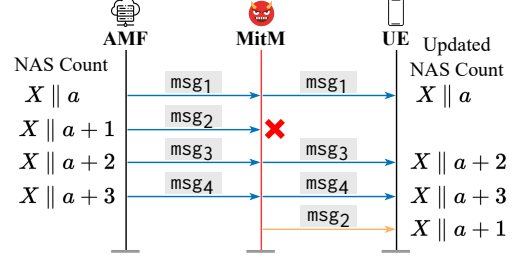 AMF MitM UE
NAS Count
Updated
NAS Count
X ∥ a msg1 msg1 X ∥ a
X ∥ a + 1 msg2
X ∥ a + 2 msg3 msg3 X ∥ a + 2
X ∥ a + 3 msg4 msg4 X ∥ a + 3
msg2 X ∥ a + 1